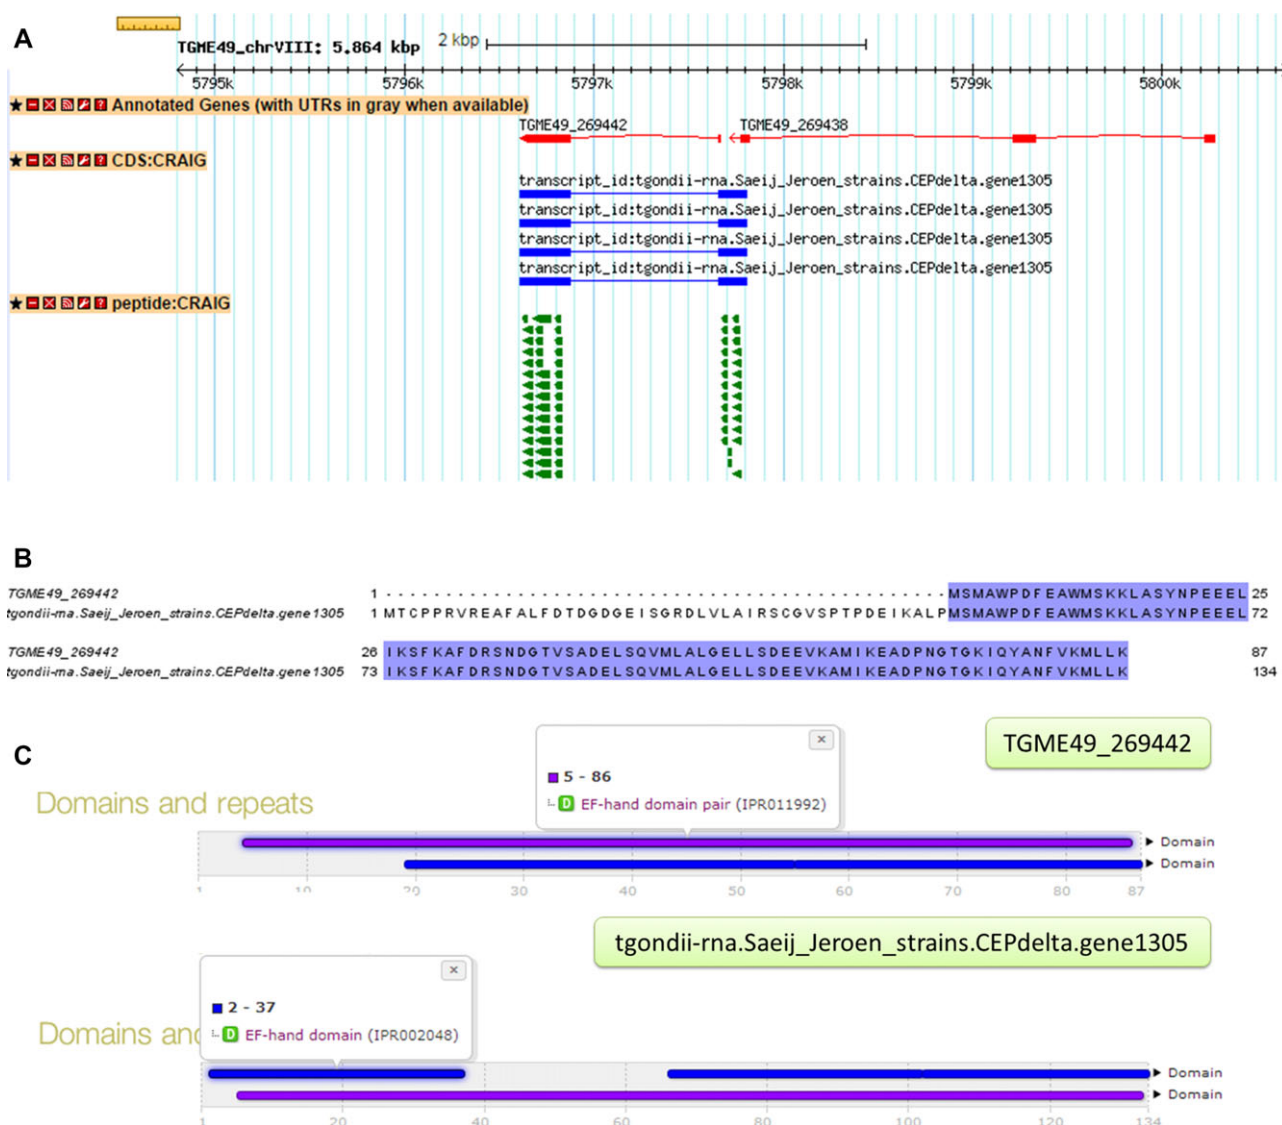 A
TGME49_chrVIII: 5.864 kbp
2 kbp
5795k 5796k 5797k 5798k 5799k 5800k
Annotated Genes (with UTRs in gray when available)
TGME49_269442 TGME49_269438
CDS:CRAIG
transcript_id:tgondii-rna.Saeij_Jeroen_strains.CEPdelta.gene1305
transcript_id:tgondii-rna.Saeij_Jeroen_strains.CEPdelta.gene1305
transcript_id:tgondii-rna.Saeij_Jeroen_strains.CEPdelta.gene1305
transcript_id:tgondii-rna.Saeij_Jeroen_strains.CEPdelta.gene1305
peptide:CRAIG
B
TGME49_269442 1 - - - - - - - - - - - - - - - - - - - - - - - - - - - - - - - - - - - - - - - - - - - - - - - MSMAWPDFEAWMSKKLASYNPEEEL 25
tgondii-rna.Saeij_Jeroen_strains.CEPdelta.gene1305 1 MTCPPRVREAFALFDTDGDGEISGRDLVLAIRSCGVSPTPDEIKALPMSMAWPDFEAWMSKKLASYNPEEEL 72
TGME49_269442 26 IKSFKAFDRSNDGTVSADELSQVMLALGELLSDEEVKAMIKEADPNGTGKIQYANFVKMLLK 87
tgondii-rna.Saeij_Jeroen_strains.CEPdelta.gene1305 73 IKSFKAFDRSNDGTVSADELSQVMLALGELLSDEEVKAMIKEADPNGTGKIQYANFVKMLLK 134
C
TGME49_269442
5 - 86
D EF-hand domain pair (IPR011992)
Domains and repeats
Domain
Domain
1 10 20 30 40 50 60 70 80 87
tgondii-rna.Saeij_Jeroen_strains.CEPdelta.gene1305
2 - 37
D EF-hand domain (IPR002048)
Domains and
Domain
Domain
1 20 40 60 80 100 120 134